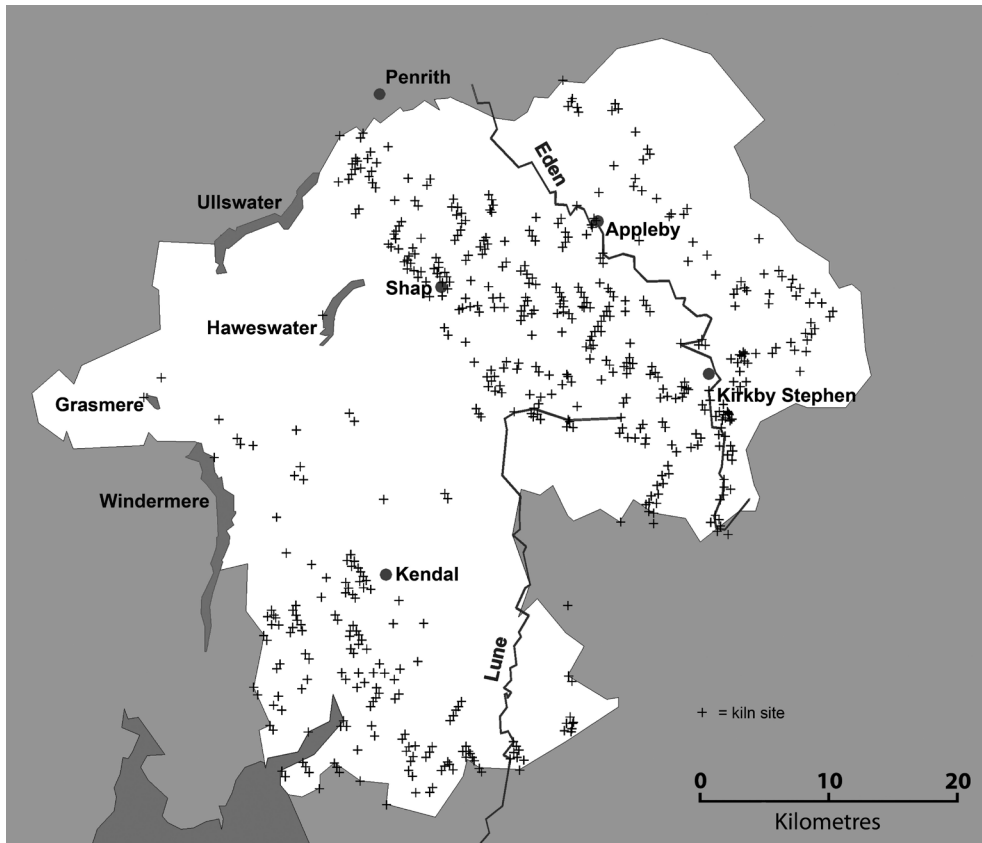 Penrith
Eden
Ullswater
Appleby
Shap
Haweswater
Kirkby Stephen
Grasmere
Windermere
Kendal
Lune
+ = kiln site
0 10 20
Kilometres